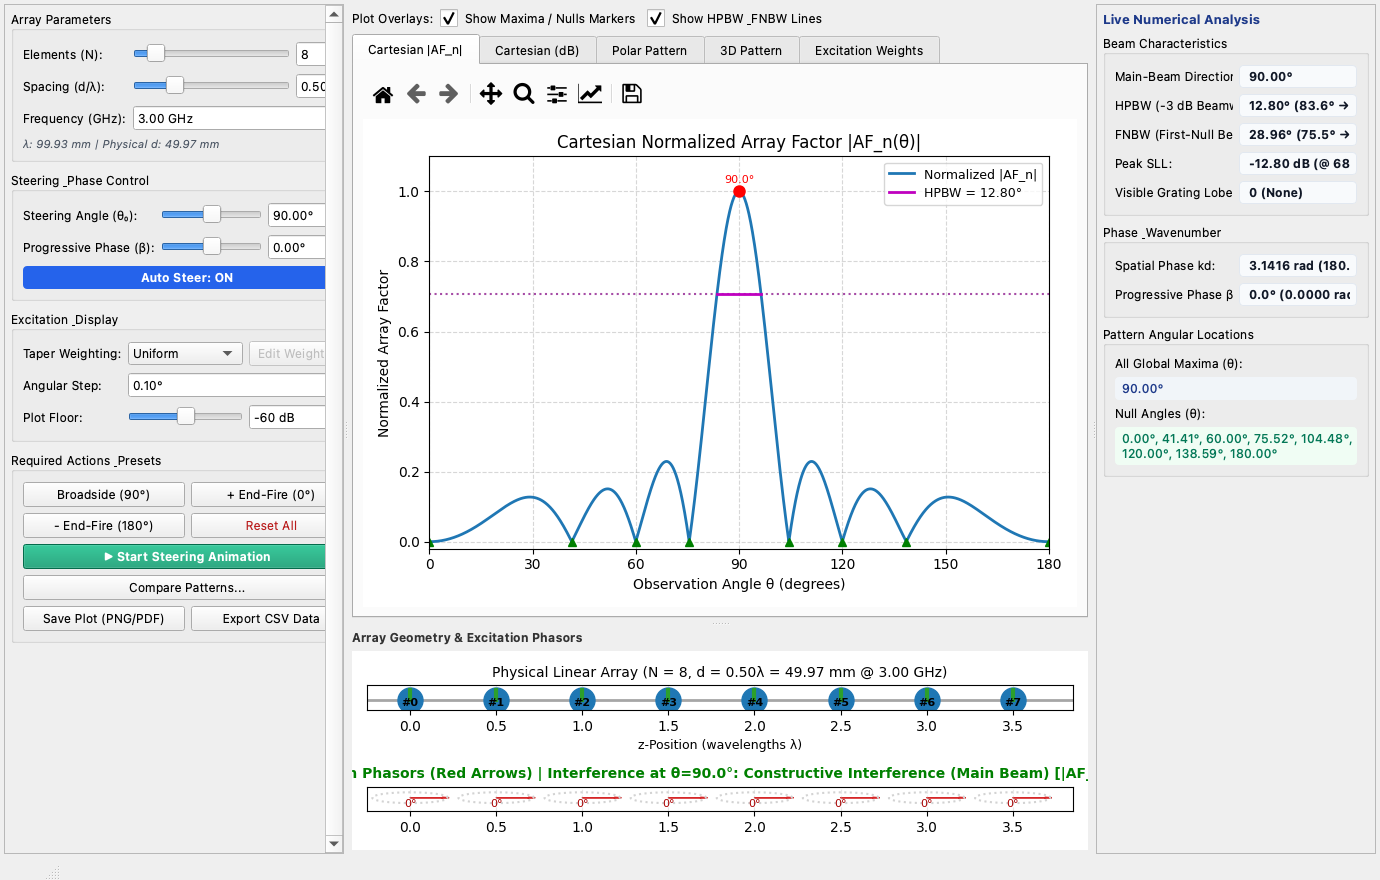 Array Parameters
Elements (N):
8
Spacing (d/λ):
0.50
Frequency (GHz):
3.00 GHz
λ: 99.93 mm | Physical d: 49.97 mm
Steering _Phase Control
Steering Angle (θ₀):
90.00°
Progressive Phase (β):
0.00°
Auto Steer: ON
Excitation _Display
Taper Weighting:
Uniform
Edit Weight
Angular Step:
0.10°
Plot Floor:
-60 dB
Required Actions _Presets
Broadside (90°)
+ End-Fire (0°)
- End-Fire (180°)
Reset All
▶ Start Steering Animation
Compare Patterns...
Save Plot (PNG/PDF)
Export CSV Data
Plot Overlays:
Show Maxima / Nulls Markers
Show HPBW _FNBW Lines
Cartesian |AF_n|
Cartesian (dB)
Polar Pattern
3D Pattern
Excitation Weights
Cartesian Normalized Array Factor |AF_n(θ)|
90.0°
Normalized |AF_n|
HPBW = 12.80°
Normalized Array Factor
1.0
0.8
0.6
0.4
0.2
0.0
0 30 60 90 120 150 180
Observation Angle θ (degrees)
Array Geometry & Excitation Phasors
Physical Linear Array (N = 8, d = 0.50λ = 49.97 mm @ 3.00 GHz)
#0 #1 #2 #3 #4 #5 #6 #7
0.0 0.5 1.0 1.5 2.0 2.5 3.0 3.5
z-Position (wavelengths λ)
n Phasors (Red Arrows) | Interference at θ=90.0°: Constructive Interference (Main Beam) [|AF_
0° 0° 0° 0° 0° 0° 0° 0°
0.0 0.5 1.0 1.5 2.0 2.5 3.0 3.5
Live Numerical Analysis
Beam Characteristics
Main-Beam Direction
90.00°
HPBW (-3 dB Beamw
12.80° (83.6° →
FNBW (First-Null Be
28.96° (75.5° →
Peak SLL:
-12.80 dB (@ 68
Visible Grating Lobe
0 (None)
Phase _Wavenumber
Spatial Phase kd:
3.1416 rad (180.
Progressive Phase β
0.0° (0.0000 rad
Pattern Angular Locations
All Global Maxima (θ):
90.00°
Null Angles (θ):
0.00°, 41.41°, 60.00°, 75.52°, 104.48°,
120.00°, 138.59°, 180.00°